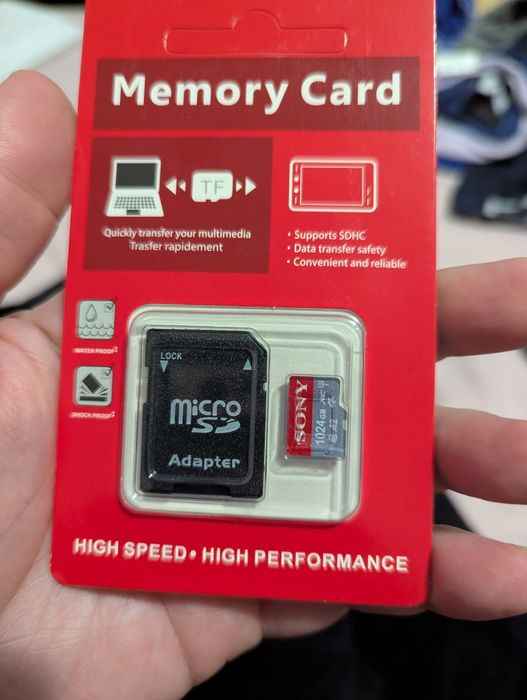 Memory Card
TF
Quickly transfer your multimedia
Trasfer rapidement
• Supports SDHC
• Data transfer safety
• Convenient and reliable
WATER PROOF
SHOCK PROOF
LOCK
micro
SD
Adapter
SONY
1024GB
HIGH SPEED • HIGH PERFORMANCE